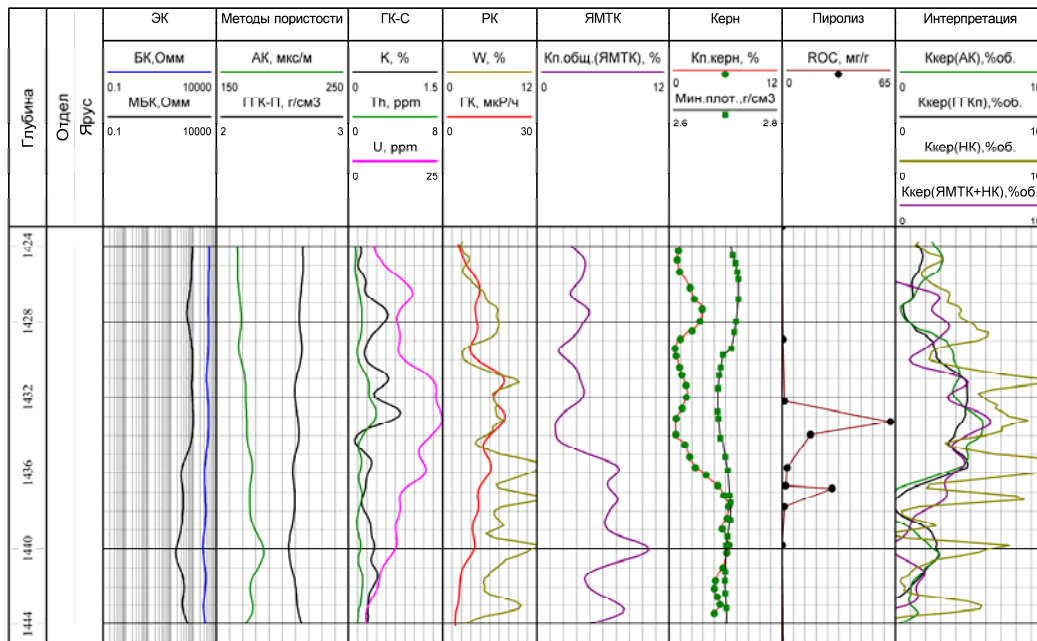 ЭК
Методы пористости
ГК-С
РК
ЯМТК
Керн
Пиролиз
Интерпретация
Глубина
Отдел
Ярус
БК,Омм
0.1 10000
МБК,Омм
0.1 10000
АК, мкс/м
150 250
ГГК-П, г/см3
2 3
K, %
0 1.5
Th, ppm
0 8
U, ppm
0 25
W, %
0 12
ГК, мкР/ч
0 30
Кп.общ.(ЯМТК), %
0 12
Кп.керн, %
0 12
Мин.плот.,г/см3
2.6 2.8
ROC, мг/г
0 65
Ккер(АК),%об.
0 10
Ккер(ГГКп),%об.
0 10
Ккер(НК),%об.
0 10
Ккер(ЯМТК+НК),%об.
0 10
1424
1428
1432
1436
1440
1444